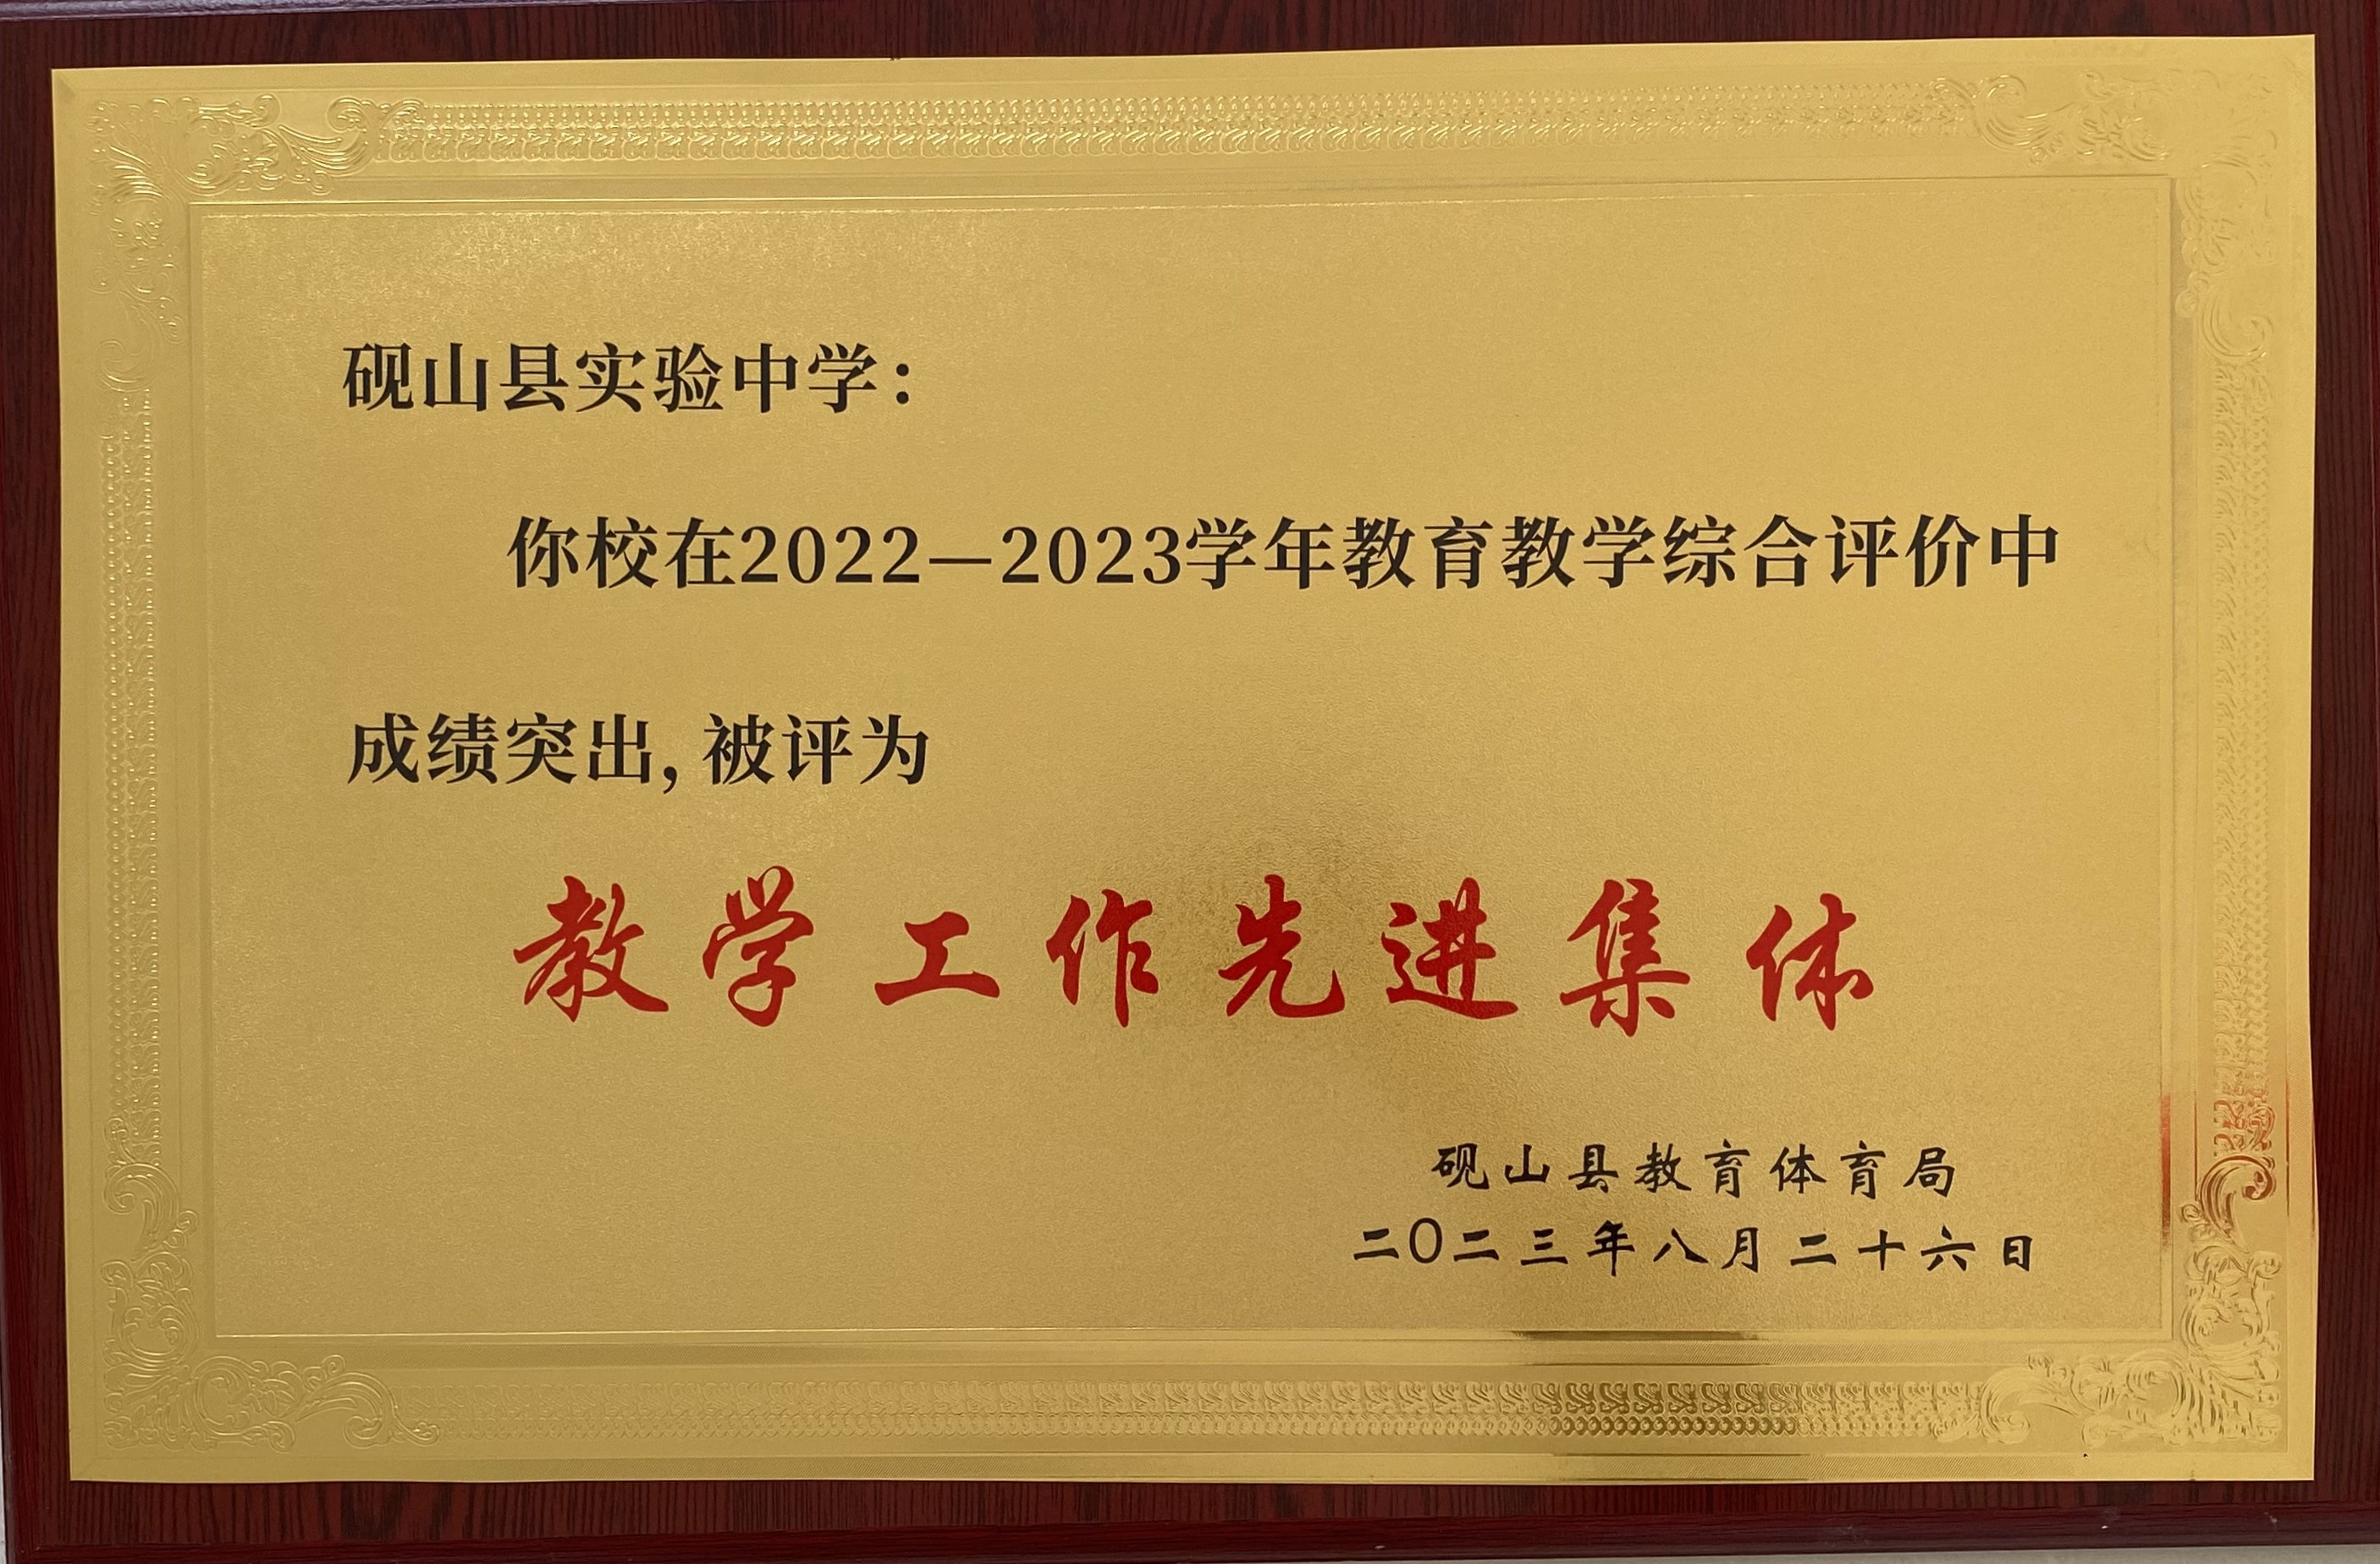 砚山县实验中学：
你校在2022—2023学年教育教学综合评价中
成绩突出，被评为
教学工作先进集体
砚山县教育体育局
二〇二三年八月二十六日